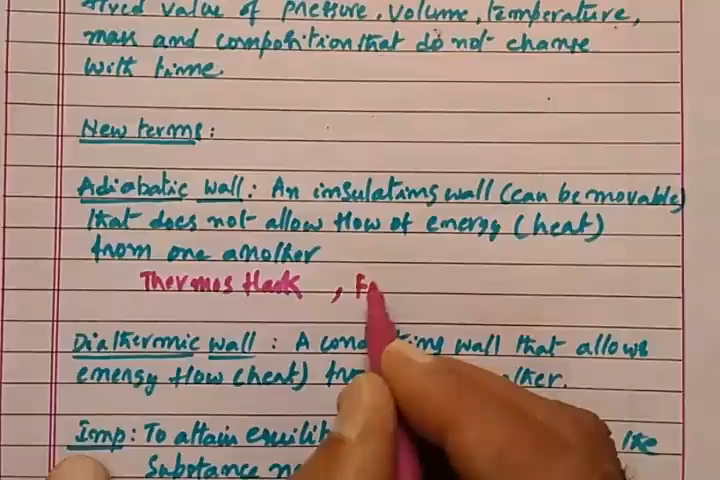 fixed value of pressure, volume, temperature,
mass and composition that do not change
with time.
New terms:
Adiabatic wall: An insulating wall (can be movable)
that does not allow flow of energy (heat)
from one another
Thermos flask , F
Diathermic wall : A conducting wall that allows
energy flow (heat)
Imp: To attain
Substance